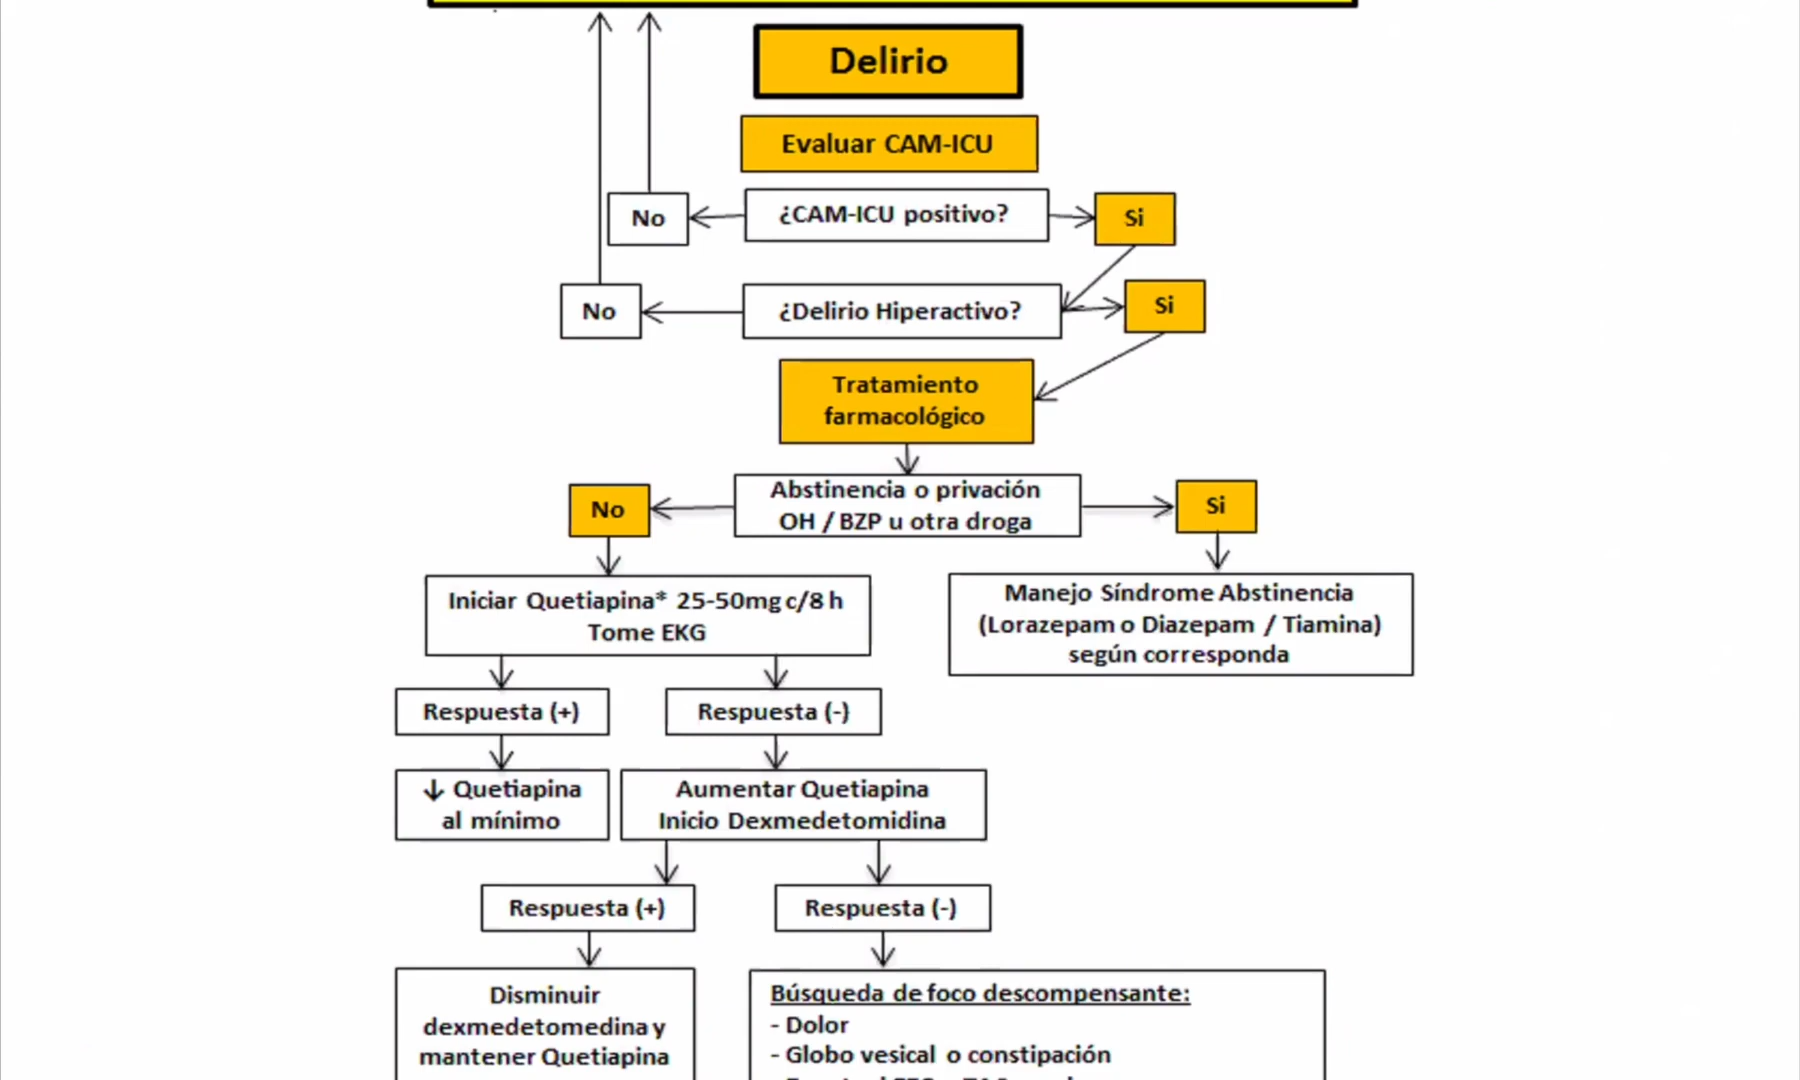 Delirio
Evaluar CAM-ICU
No
¿CAM-ICU positivo?
Si
No
¿Delirio Hiperactivo?
Si
Tratamiento
farmacológico
No
Abstinencia o privación
OH / BZP u otra droga
Si
Iniciar Quetiapina* 25-50mg c/8 h
Tome EKG
Manejo Síndrome Abstinencia
(Lorazepam o Diazepam / Tiamina)
según corresponda
Respuesta (+)
Respuesta (-)
↓ Quetiapina
al mínimo
Aumentar Quetiapina
Inicio Dexmedetomidina
Respuesta (+)
Respuesta (-)
Disminuir
dexmedetomedina y
mantener Quetiapina
Búsqueda de foco descompensante:
- Dolor
- Globo vesical o constipación